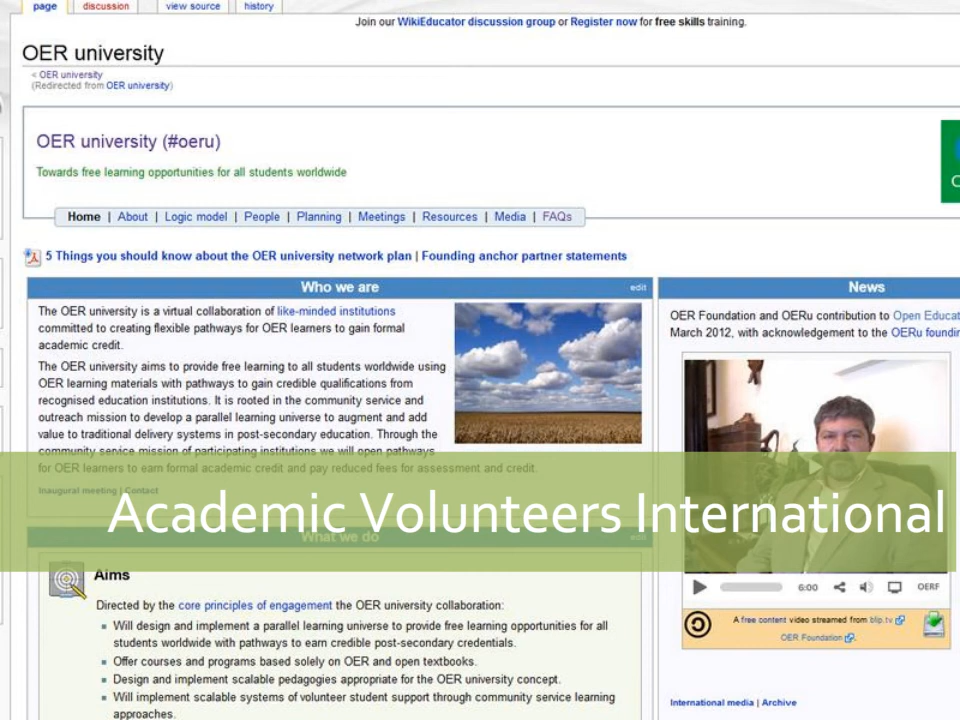 page discussion view source history
Join our WikiEducator discussion group or Register now for free skills training.
OER university
< OER university
(Redirected from OER university)
OER university (#oeru)
Towards free learning opportunities for all students worldwide
Home | About | Logic model | People | Planning | Meetings | Resources | Media | FAQs
5 Things you should know about the OER university network plan | Founding anchor partner statements
Who we are edit
The OER university is a virtual collaboration of like-minded institutions
committed to creating flexible pathways for OER learners to gain formal
academic credit.
The OER university aims to provide free learning to all students worldwide using
OER learning materials with pathways to gain credible qualifications from
recognised education institutions. It is rooted in the community service and
outreach mission to develop a parallel learning universe to augment and add
value to traditional delivery systems in post-secondary education. Through the
community service mission of participating institutions we will open pathways
for OER learners to earn formal academic credit and pay reduced fees for assessment and credit.
Inaugural meeting | Contact
Academic Volunteers International
What we do edit
Aims
Directed by the core principles of engagement the OER university collaboration:
Will design and implement a parallel learning universe to provide free learning opportunities for all
students worldwide with pathways to earn credible post-secondary credentials.
Offer courses and programs based solely on OER and open textbooks.
Design and implement scalable pedagogies appropriate for the OER university concept.
Will implement scalable systems of volunteer student support through community service learning
approaches.
News
OER Foundation and OERu contribution to Open Educat
March 2012, with acknowledgement to the OERu foundin
6:00 OERF
A free content video streamed from blip.tv
OER Foundation
International media | Archive